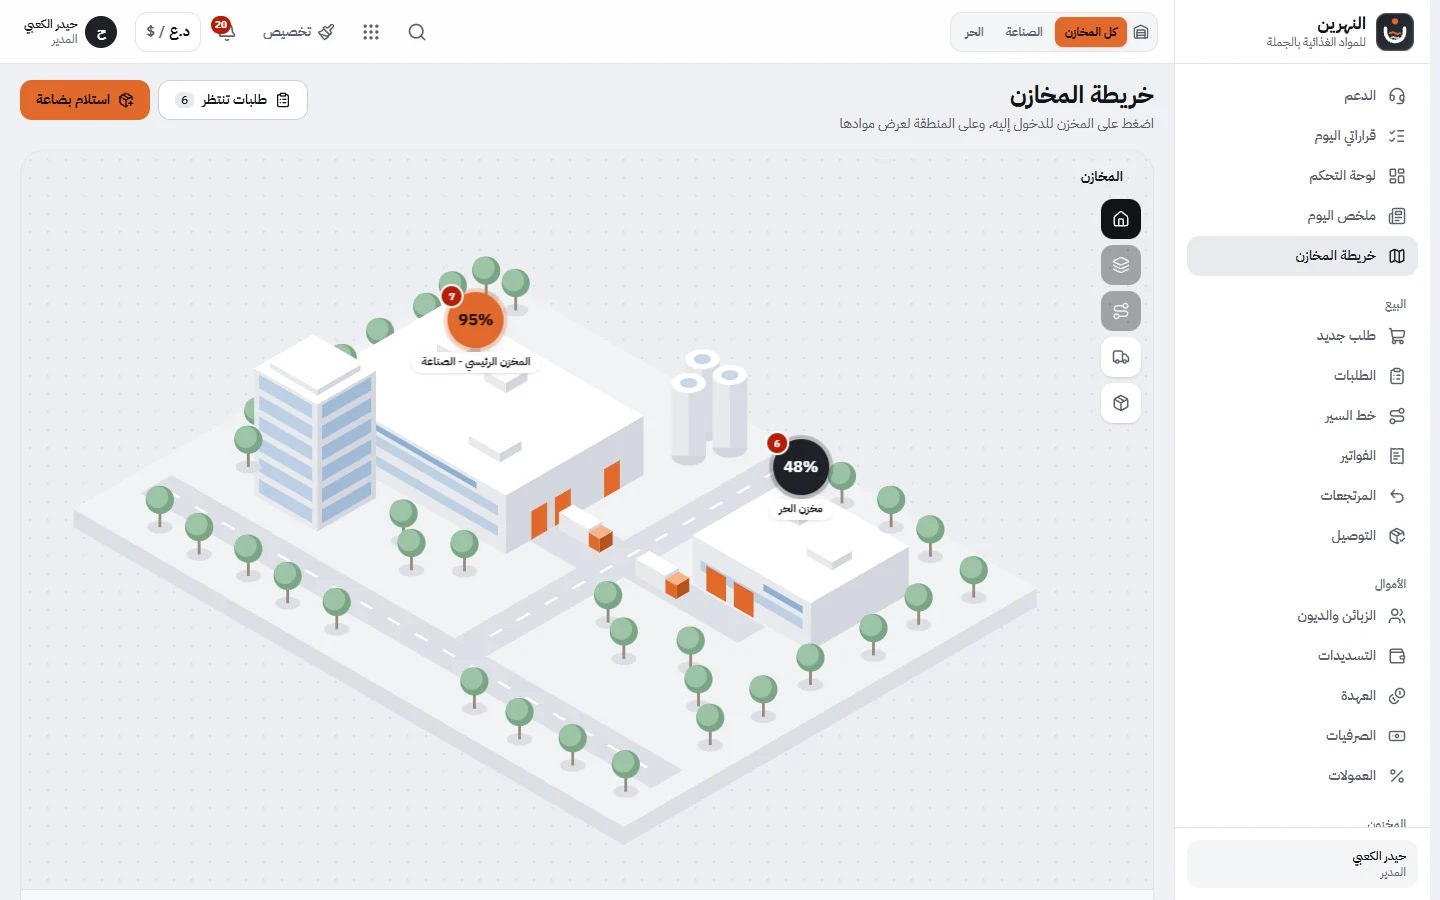 النهرين
للمواد الغذائية بالجملة
كل المخازن
الصناعة
الحر
تخصيص
20
د.ع / $
ح
حيدر الكعبي
المدير
الدعم
قراراتي اليوم
لوحة التحكم
ملخص اليوم
خريطة المخازن
البيع
طلب جديد
الطلبات
خط السير
الفواتير
المرتجعات
التوصيل
الأموال
الزبائن والديون
التسديدات
العهدة
الصرفيات
العمولات
المخزون
حيدر الكعبي
المدير
خريطة المخازن
اضغط على المخزن للدخول إليه، وعلى المنطقة لعرض موادها
طلبات تنتظر 6
استلام بضاعة
المخازن
7
95%
المخزن الرئيسي - الصناعة
6
48%
مخزن الحر